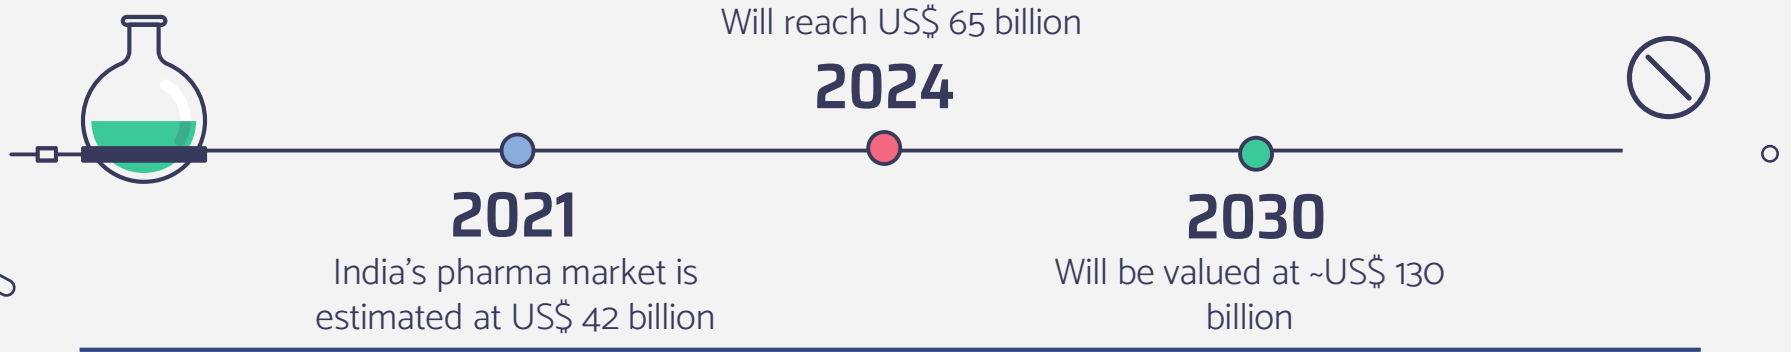 Will reach US$ 65 billion
2024
2021
India’s pharma market is
estimated at US$ 42 billion
2030
Will be valued at ~US$ 130
billion